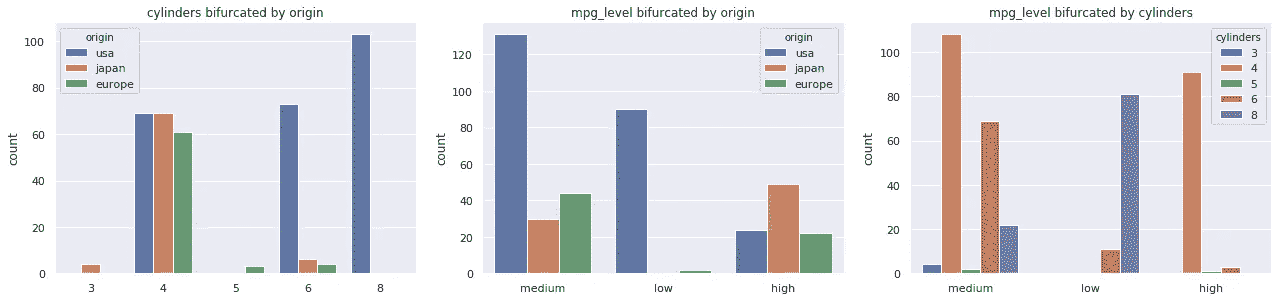 cylinders bifurcated by origin
count
100
80
60
40
20
0
origin
usa
japan
europe
3 4 5 6 8
mpg_level bifurcated by origin
count
120
100
80
60
40
20
0
origin
usa
japan
europe
medium low high
mpg_level bifurcated by cylinders
count
100
80
60
40
20
0
cylinders
3
4
5
6
8
medium low high